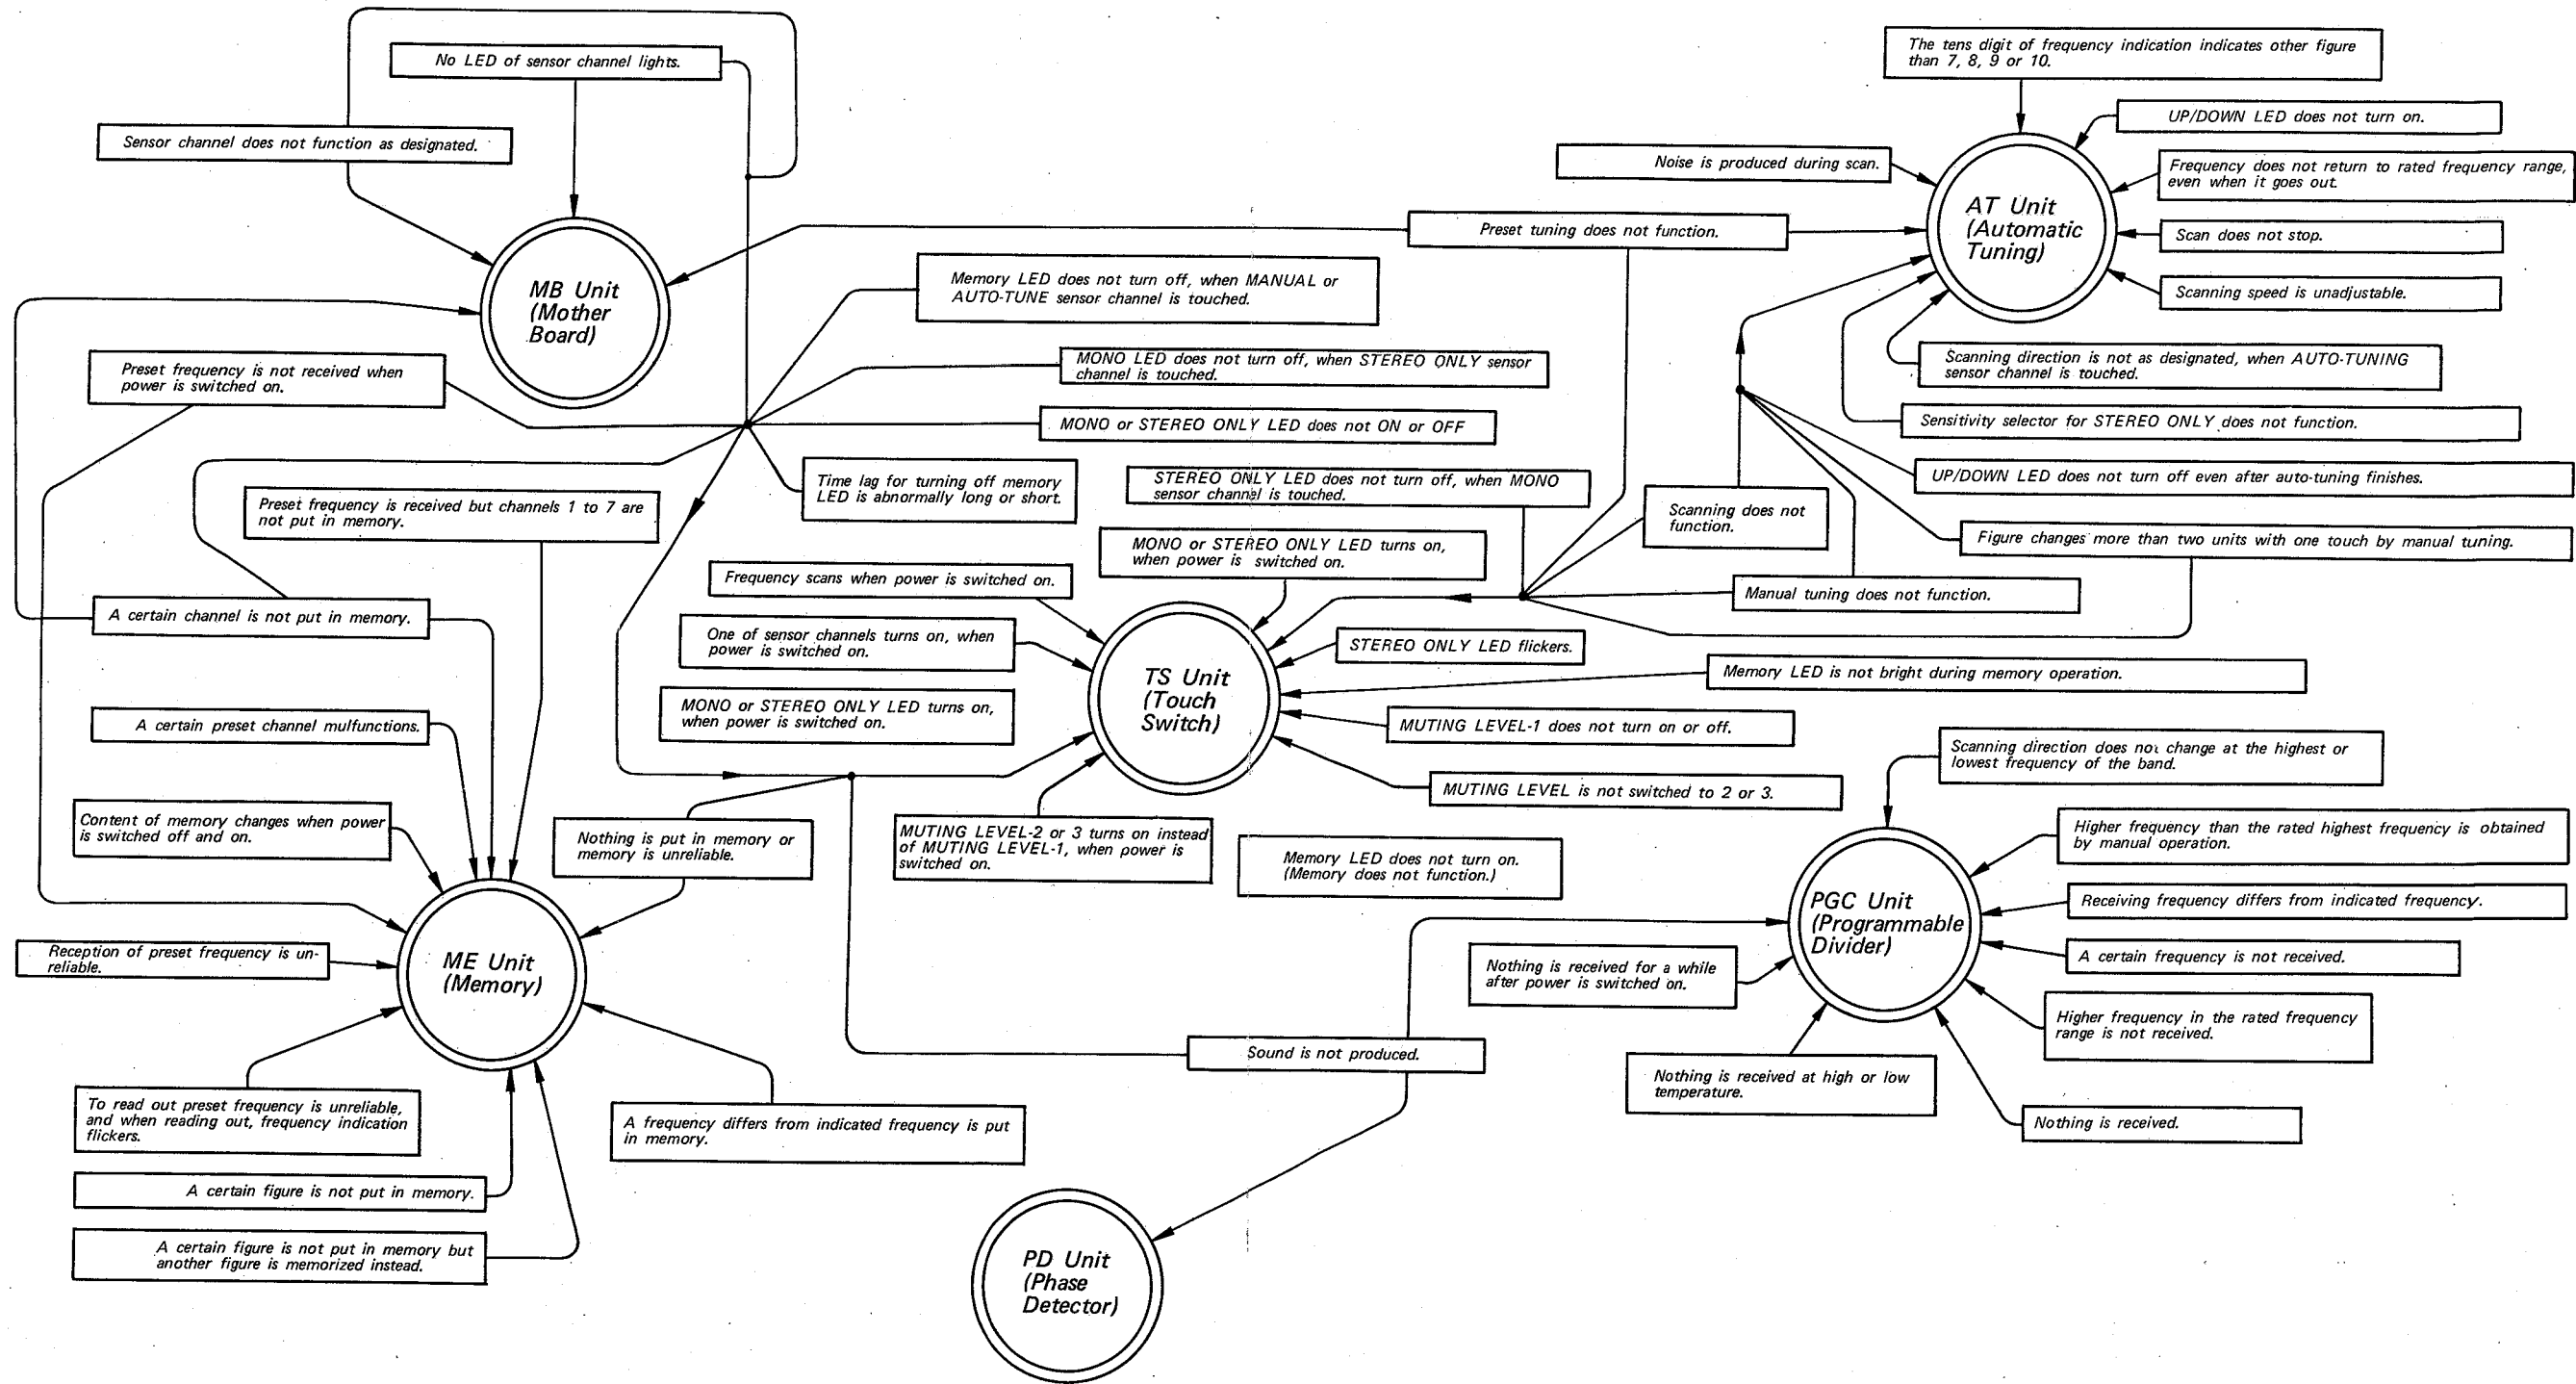 No LED of sensor channel lights.
Sensor channel does not function as designated.
MB Unit
(Mother
Board)
Preset frequency is not received when
power is switched on.
Preset frequency is received but channels 1 to 7 are
not put in memory.
A certain channel is not put in memory.
A certain preset channel mulfunctions.
Content of memory changes when power
is switched off and on.
Reception of preset frequency is un-
reliable.
ME Unit
(Memory)
To read out preset frequency is unreliable,
and when reading out, frequency indication
flickers.
A certain figure is not put in memory.
A certain figure is not put in memory but
another figure is memorized instead.
A frequency differs from indicated frequency is put
in memory.
Nothing is put in memory or
memory is unreliable.
Memory LED does not turn off, when MANUAL or
AUTO-TUNE sensor channel is touched.
MONO LED does not turn off, when STEREO ONLY sensor
channel is touched.
MONO or STEREO ONLY LED does not ON or OFF
Time lag for turning off memory
LED is abnormally long or short.
STEREO ONLY LED does not turn off, when MONO
sensor channel is touched.
MONO or STEREO ONLY LED turns on,
when power is switched on.
Frequency scans when power is switched on.
One of sensor channels turns on, when
power is switched on.
MONO or STEREO ONLY LED turns on,
when power is switched on.
TS Unit
(Touch
Switch)
STEREO ONLY LED flickers.
Memory LED is not bright during memory operation.
MUTING LEVEL-1 does not turn on or off.
MUTING LEVEL is not switched to 2 or 3.
MUTING LEVEL-2 or 3 turns on instead
of MUTING LEVEL-1, when power is
switched on.
Memory LED does not turn on.
(Memory does not function.)
The tens digit of frequency indication indicates other figure
than 7, 8, 9 or 10.
UP/DOWN LED does not turn on.
Noise is produced during scan.
Frequency does not return to rated frequency range,
even when it goes out.
Preset tuning does not function.
AT Unit
(Automatic
Tuning)
Scan does not stop.
Scanning speed is unadjustable.
Scanning direction is not as designated, when AUTO-TUNING
sensor channel is touched.
Sensitivity selector for STEREO ONLY does not function.
UP/DOWN LED does not turn off even after auto-tuning finishes.
Scanning does not
function.
Figure changes more than two units with one touch by manual tuning.
Manual tuning does not function.
Scanning direction does not change at the highest or
lowest frequency of the band.
Higher frequency than the rated highest frequency is obtained
by manual operation.
PGC Unit
(Programmable
Divider)
Receiving frequency differs from indicated frequency.
A certain frequency is not received.
Higher frequency in the rated frequency
range is not received.
Nothing is received for a while
after power is switched on.
Nothing is received at high or low
temperature.
Nothing is received.
Sound is not produced.
PD Unit
(Phase
Detector)